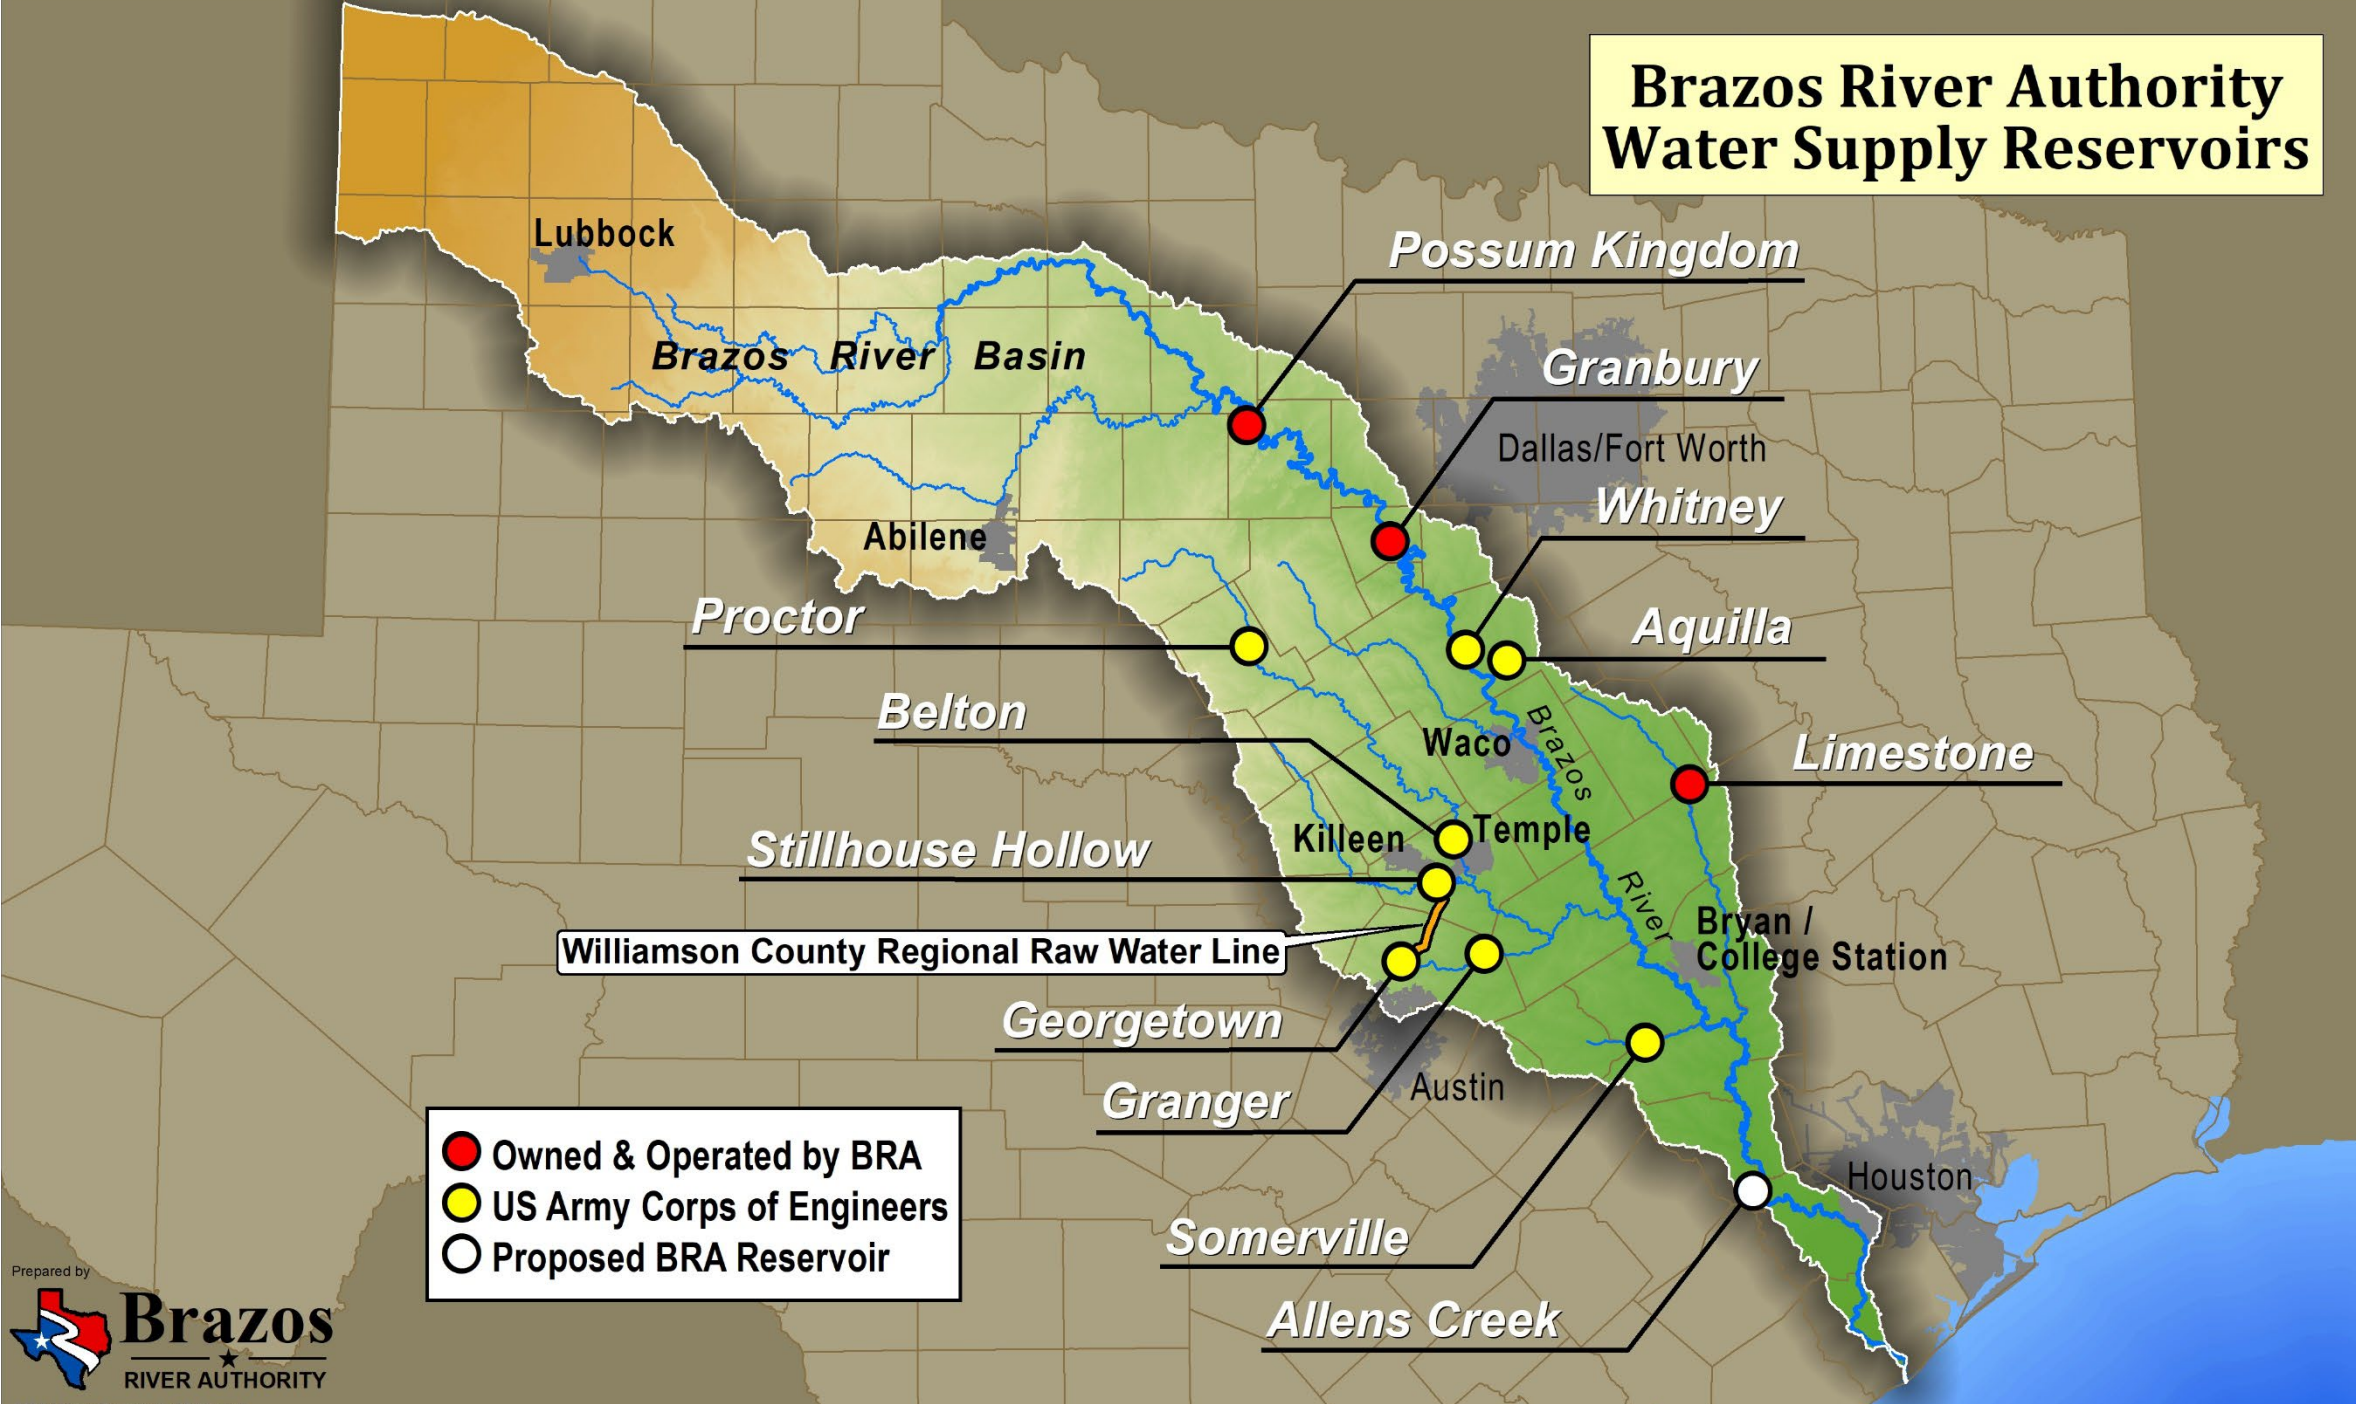 Brazos River Authority
Water Supply Reservoirs
Lubbock
Possum Kingdom
Brazos River Basin
Granbury
Dallas/Fort Worth
Whitney
Abilene
Proctor
Aquilla
Belton
Waco
Brazos
Limestone
Killeen
Temple
Stillhouse Hollow
River
Bryan /
College Station
Williamson County Regional Raw Water Line
Georgetown
Granger
Austin
Owned & Operated by BRA
US Army Corps of Engineers
Proposed BRA Reservoir
Houston
Somerville
Allens Creek
Prepared by
Brazos
RIVER AUTHORITY